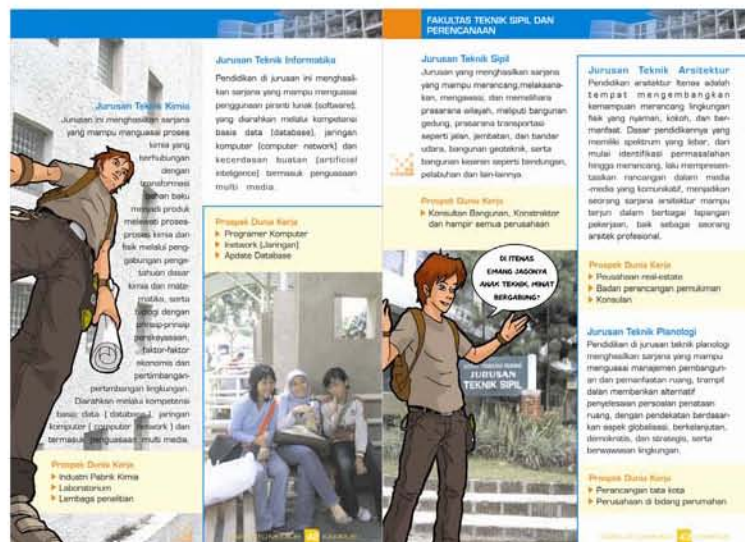 Jurusan Teknik Kimia
Jurusan ini menghasilkan sarjana
yang mampu menguasai proses
kimia yang
berhubungan
dengan
transformasi
bahan baku
menjadi produk
melewati proses-
proses kimia dan
fisik melalui peng-
gabungan penge-
tahuan dasar
kimia dan mate-
matika, serta
dengan
prinsip-prinsip
perekayasaan,
faktor-faktor
ekonomis dan
pertimbangan-
pertimbangan lingkungan.
Diarahkan melalui kompetensi
basis data ( database ), jaringan
komputer ( computer network ) dan
termasuk penguasaan multi media.
Prospek Dunia Kerja
Industri Pabrik Kimia
Laboratorium
Lembaga penelitian
Jurusan Teknik Informatika
Pendidikan di jurusan ini menghasil-
kan sarjana yang mampu menguasai
penggunaan piranti lunak (software),
yang diarahkan melalui kompetensi
basis data (database), jaringan
komputer (computer network) dan
kecerdasan buatan (artificial
inteligence) termasuk penguasaan
multi media.
Prospek Dunia Kerja
Programer Komputer
Inetwork (Jaringan)
Apdate Database
42
FAKULTAS TEKNIK SIPIL DAN
PERENCANAAN
Jurusan Teknik Sipil
Jurusan yang menghasilkan sarjana
yang mampu merancang,melaksana-
kan, mengawasi, dan memelihara
prasarana wilayah, meliputi bangunan
gedung, prasarana transportasi
seperti jalan, jembatan, dan bandar
udara, bangunan geoteknik, serta
bangunan keairan seperti bendungan,
pelabuhan dan lain-lainnya.
Prospek Dunia Kerja
Konsultan Bangunan, Konstraktor
dan hampir semua perusahaan
DI ITENAS
EMANG JAGONYA
ANAK TEKNIK, MINAT
BERGABUNG?
JURUSAN
TEKNIK SIPIL
Jurusan Teknik Arsitektur
Pendidikan arsitektur Itenas adalah
tempat mengembangkan
kemampuan merancang lingkungan
fisik yang nyaman, kokoh, dan ber-
manfaat. Dasar pendidikannya yang
memiliki spektrum yang lebar, dari
mulai identifikasi permasalahan
hingga merancang, lalu mempresen-
tasikan rancangan dalam media
-media yang komunikatif, menjadikan
seorang sarjana arsitektur mampu
terjun dalam berbagai lapangan
pekerjaan, baik sebagai seorang
arsitek profesional.
Prospek Dunia Kerja
Peusahaan real-estate
Badan perancangan pemukiman
Konsulan
Jurusan Teknik Planologi
Pendidikan di jurusan teknik planologi
menghasilkan sarjana yang mampu
menguasai manajemen pembangun-
an dan pemanfaatan ruang, trampil
dalam memberikan alternatif
penyelesaian persoalan penataan
ruang, dengan pendekatan berdasar-
kan aspek globalisasi, berkelanjutan,
demokratis, dan strategis, serta
berwawasan lingkungan.
Prospek Dunia Kerja
Perancangan tata kota
Perusahaan di bidang perumahan
43